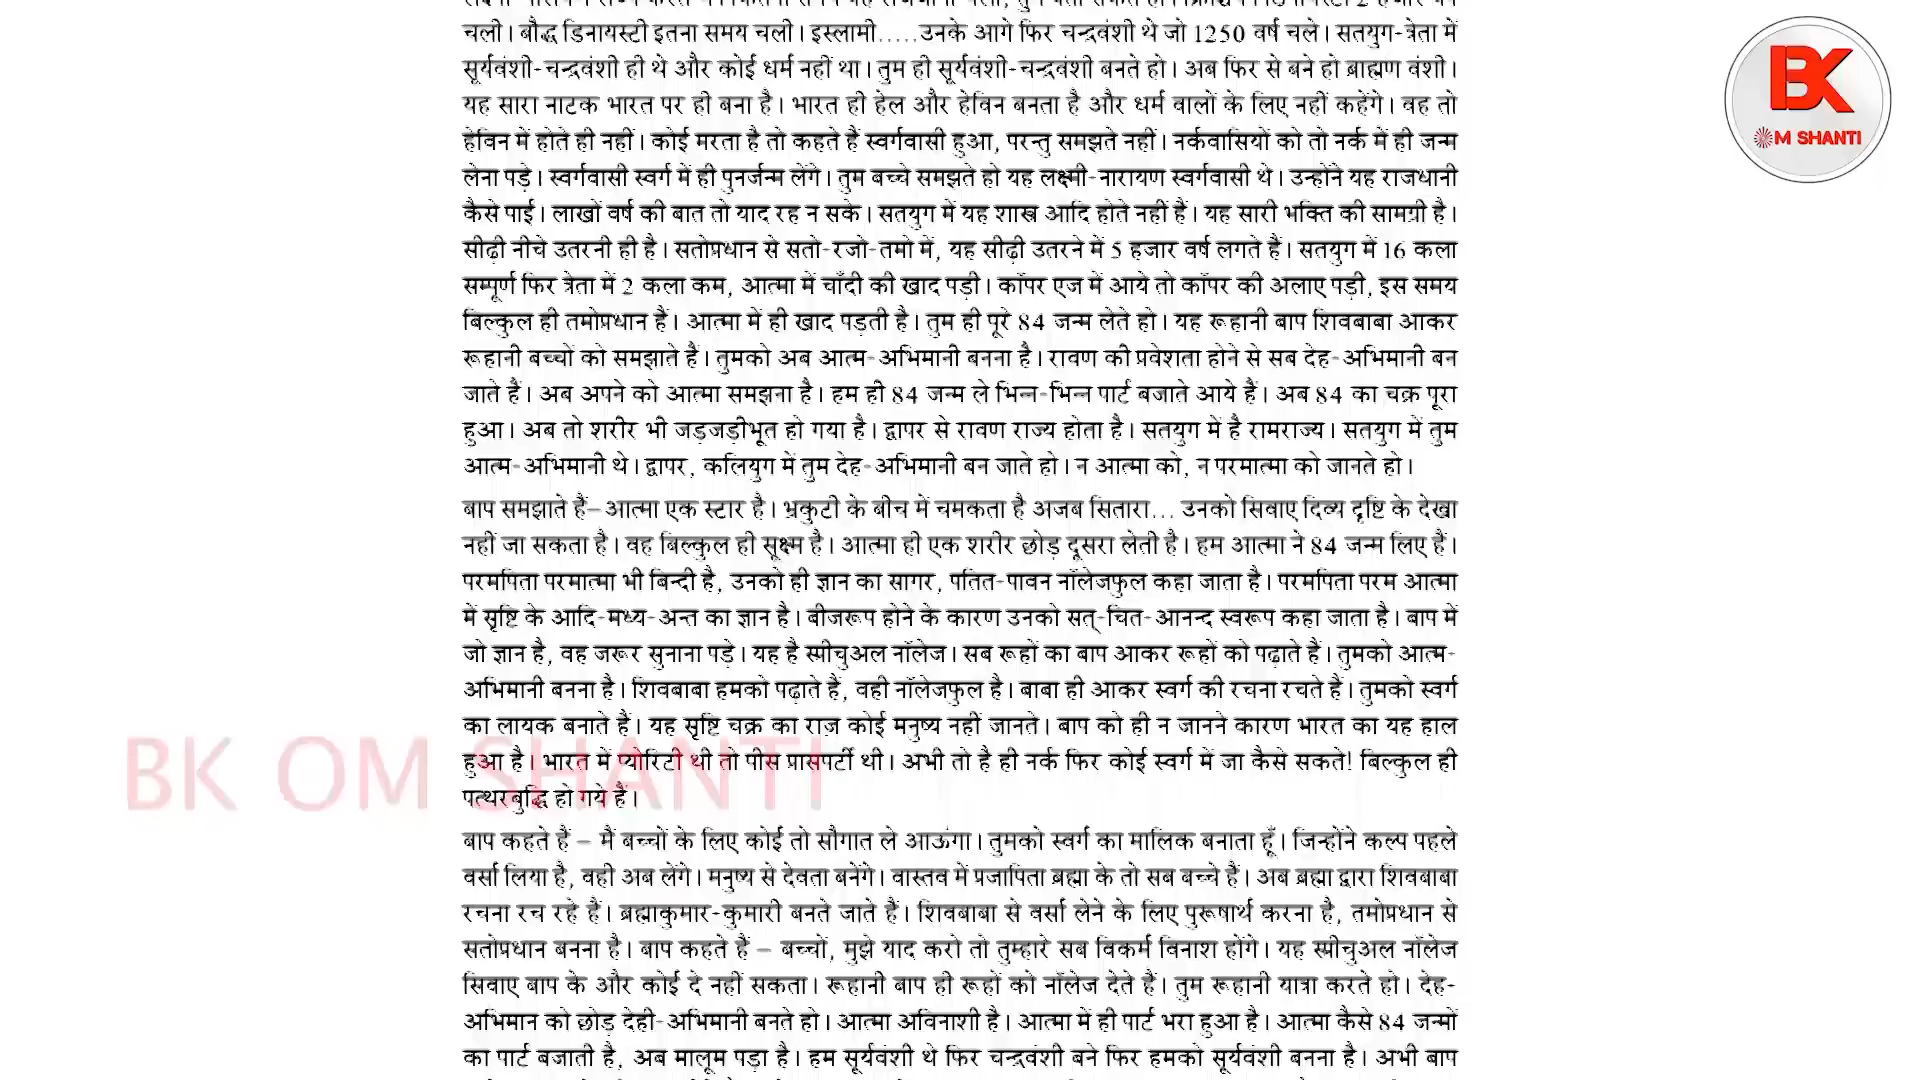 चली। बौद्ध डिनायस्टी इतना समय चली। इस्लामी.....उनके आगे फिर चन्द्रवंशी थे जो 1250 वर्ष चले। सतयुग-त्रेता में
सूर्यवंशी-चन्द्रवंशी ही थे और कोई धर्म नहीं था। तुम ही सूर्यवंशी-चन्द्रवंशी बनते हो। अब फिर से बने हो ब्राह्मण वंशी।
यह सारा नाटक भारत पर ही बना है। भारत ही हेल और हेविन बनता है और धर्म वालों के लिए नहीं कहेंगे। वह तो
हेविन में होते ही नहीं। कोई मरता है तो कहते हैं स्वर्गवासी हुआ, परन्तु समझते नहीं। नर्कवासियों को तो नर्क में ही जन्म
लेना पड़े। स्वर्गवासी स्वर्ग में ही पुनर्जन्म लेंगे। तुम बच्चे समझते हो यह लक्ष्मी-नारायण स्वर्गवासी थे। उन्होंने यह राजधानी
कैसे पाई। लाखों वर्ष की बात तो याद रह न सके। सतयुग में यह शास्त्र आदि होते नहीं हैं। यह सारी भक्ति की सामग्री है।
सीढ़ी नीचे उतरनी ही है। सतोप्रधान से सतो-रजो-तमो में, यह सीढ़ी उतरने में 5 हजार वर्ष लगते हैं। सतयुग में 16 कला
सम्पूर्ण फिर त्रेता में 2 कला कम, आत्मा में चाँदी की खाद पड़ी। कॉपर एज में आये तो कॉपर की अलाए पड़ी, इस समय
बिल्कुल ही तमोप्रधान हैं। आत्मा में ही खाद पड़ती है। तुम ही पूरे 84 जन्म लेते हो। यह रूहानी बाप शिवबाबा आकर
रूहानी बच्चों को समझाते हैं। तुमको अब आत्म-अभिमानी बनना है। रावण की प्रवेशता होने से सब देह-अभिमानी बन
जाते हैं। अब अपने को आत्मा समझना है। हम ही 84 जन्म ले भिन्न-भिन्न पार्ट बजाते आये हैं। अब 84 का चक्र पूरा
हुआ। अब तो शरीर भी जड़जड़ीभूत हो गया है। द्वापर से रावण राज्य होता है। सतयुग में है रामराज्य। सतयुग में तुम
आत्म-अभिमानी थे। द्वापर, कलियुग में तुम देह-अभिमानी बन जाते हो। न आत्मा को, न परमात्मा को जानते हो।
बाप समझाते हैं–आत्मा एक स्टार है। भ्रकुटी के बीच में चमकता है अजब सितारा... उनको सिवाए दिव्य दृष्टि के देखा
नहीं जा सकता है। वह बिल्कुल ही सूक्ष्म है। आत्मा ही एक शरीर छोड़ दूसरा लेती है। हम आत्मा ने 84 जन्म लिए हैं।
परमपिता परमात्मा भी बिन्दी है, उनको ही ज्ञान का सागर, पतित-पावन नॉलेजफुल कहा जाता है। परमपिता परम आत्मा
में सृष्टि के आदि-मध्य-अन्त का ज्ञान है। बीजरूप होने के कारण उनको सत्-चित-आनन्द स्वरूप कहा जाता है। बाप में
जो ज्ञान है, वह जरूर सुनाना पड़े। यह है स्प्रीचुअल नॉलेज। सब रूहों का बाप आकर रूहों को पढ़ाते हैं। तुमको आत्म-
अभिमानी बनना है। शिवबाबा हमको पढ़ाते हैं, वही नॉलेजफुल है। बाबा ही आकर स्वर्ग की रचना रचते हैं। तुमको स्वर्ग
का लायक बनाते हैं। यह सृष्टि चक्र का राज़ कोई मनुष्य नहीं जानते। बाप को ही न जानने कारण भारत का यह हाल
हुआ है। भारत में प्योरिटी थी तो पीस प्रासपर्टी थी। अभी तो है ही नर्क फिर कोई स्वर्ग में जा कैसे सकते! बिल्कुल ही
पत्थरबुद्धि हो गये हैं।
बाप कहते हैं – मैं बच्चों के लिए कोई तो सौगात ले आऊंगा। तुमको स्वर्ग का मालिक बनाता हूँ। जिन्होंने कल्प पहले
वर्सा लिया है, वही अब लेंगे। मनुष्य से देवता बनेंगे। वास्तव में प्रजापिता ब्रह्मा के तो सब बच्चे हैं। अब ब्रह्मा द्वारा शिवबाबा
रचना रच रहे हैं। ब्रह्माकुमार-कुमारी बनते जाते हैं। शिवबाबा से वर्सा लेने के लिए पुरूषार्थ करना है, तमोप्रधान से
सतोप्रधान बनना है। बाप कहते हैं – बच्चों, मुझे याद करो तो तुम्हारे सब विकर्म विनाश होंगे। यह स्प्रीचुअल नॉलेज
सिवाए बाप के और कोई दे नहीं सकता। रूहानी बाप ही रूहों को नॉलेज देते हैं। तुम रूहानी यात्रा करते हो। देह-
अभिमान को छोड़ देही-अभिमानी बनते हो। आत्मा अविनाशी है। आत्मा में ही पार्ट भरा हुआ है। आत्मा कैसे 84 जन्मों
का पार्ट बजाती है, अब मालूम पड़ा है। हम सूर्यवंशी थे फिर चन्द्रवंशी बने फिर हमको सूर्यवंशी बनना है। अभी बाप
BK
OM SHANTI
BK OM SHANTI